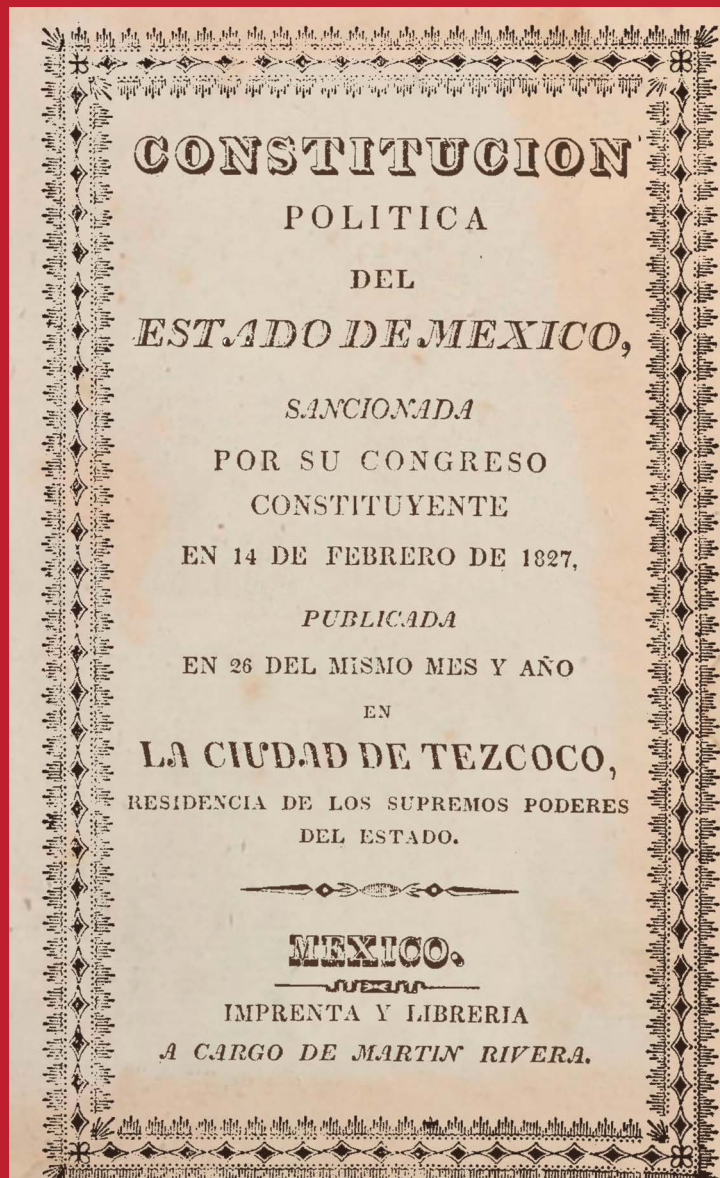 CONSTITUCION
POLITICA
DEL
ESTADO DE MEXICO,
SANCIONADA
POR SU CONGRESO
CONSTITUYENTE
EN 14 DE FEBRERO DE 1827,
PUBLICADA
EN 26 DEL MISMO MES Y AÑO
EN
LA CIUDAD DE TEZCOCO,
RESIDENCIA DE LOS SUPREMOS PODERES
DEL ESTADO.
MEXICO.
IMPRENTA Y LIBRERIA
A CARGO DE MARTIN RIVERA.